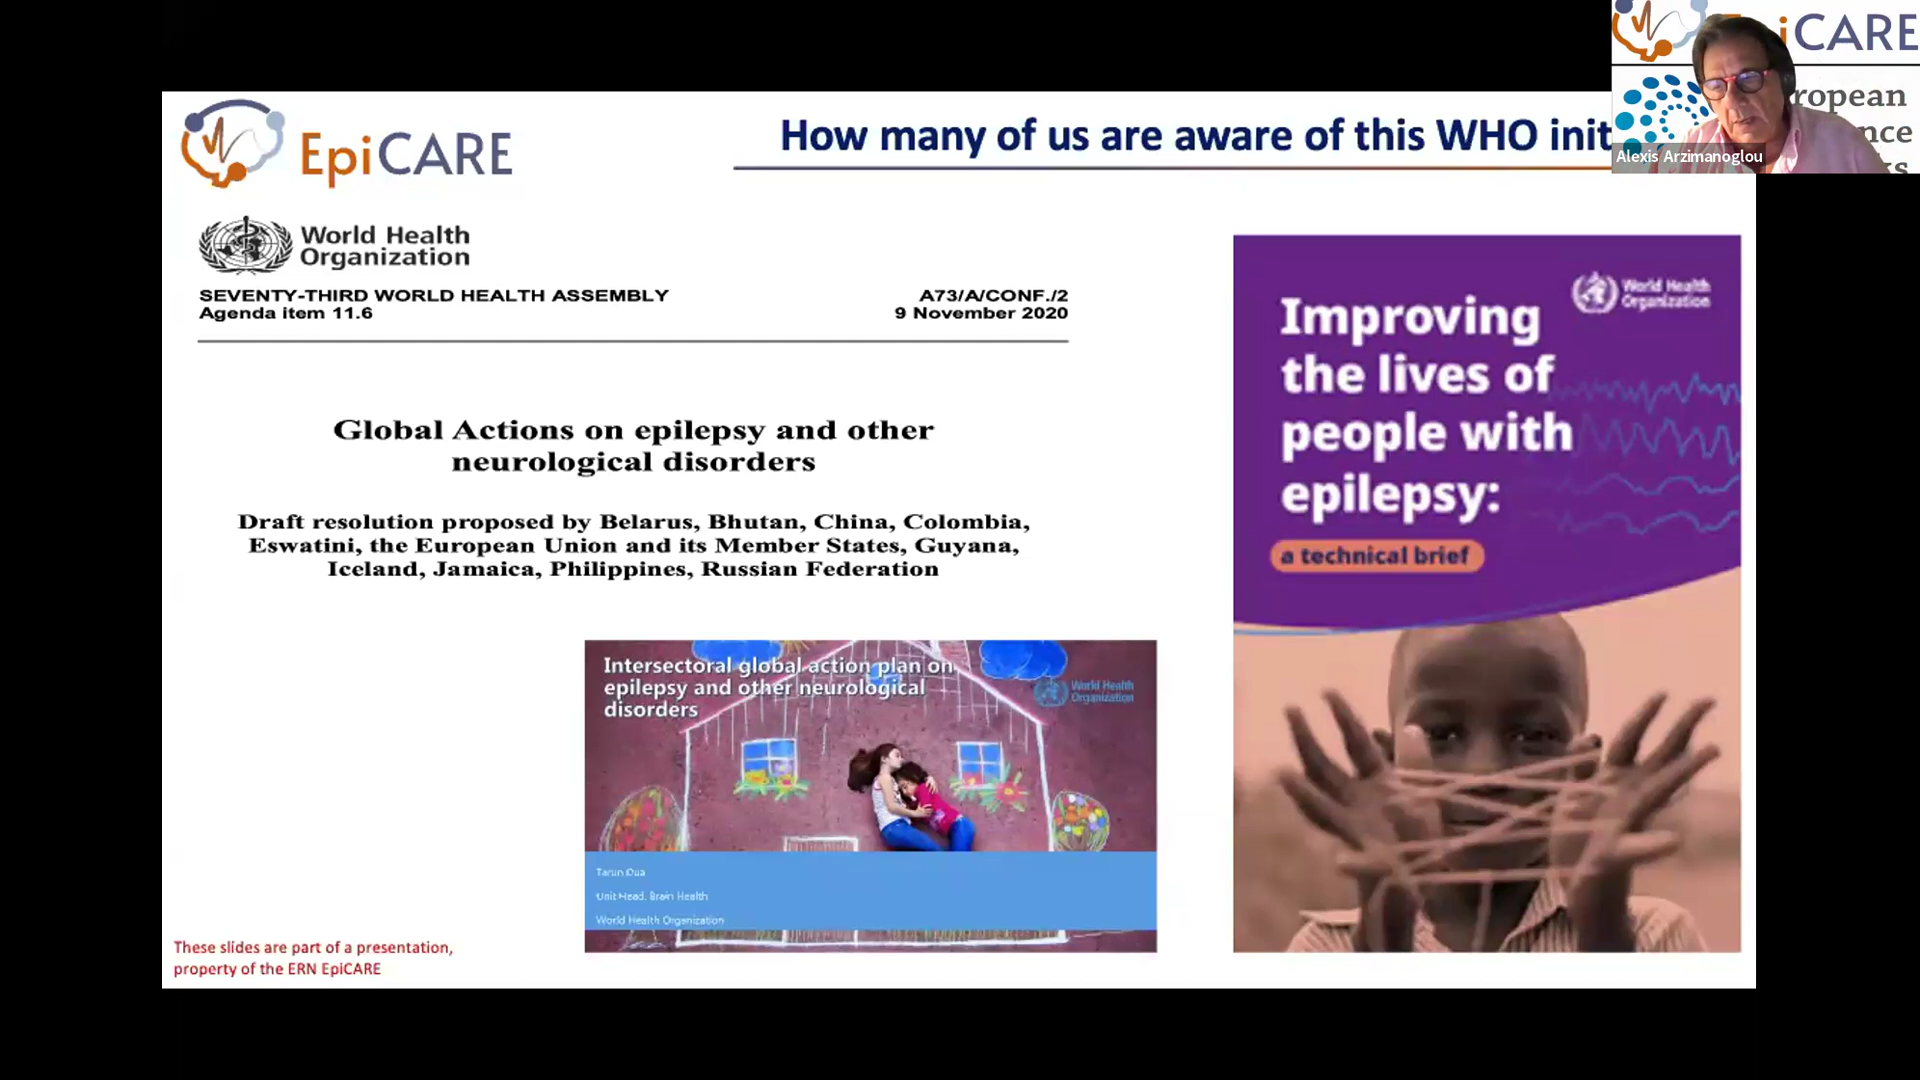 EpiCARE
How many of us are aware of this WHO init
iCARE
ropean
nce
ks
Alexis Arzimanoglou
World Health
Organization
SEVENTY-THIRD WORLD HEALTH ASSEMBLY
A73/A/CONF./2
Agenda item 11.6
9 November 2020
Global Actions on epilepsy and other
neurological disorders
Draft resolution proposed by Belarus, Bhutan, China, Colombia,
Eswatini, the European Union and its Member States, Guyana,
Iceland, Jamaica, Philippines, Russian Federation
Intersectoral global action plan on
epilepsy and other neurological
disorders
World Health
Organization
Tarun Dua
Unit Head, Brain Health
World Health Organization
World Health
Organization
Improving
the lives of
people with
epilepsy:
a technical brief
These slides are part of a presentation,
property of the ERN EpiCARE